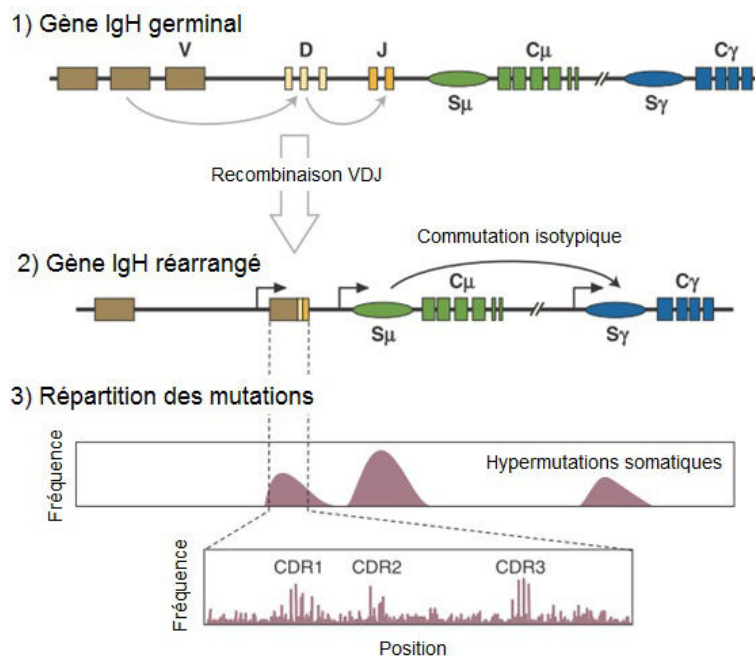 1) Gène IgH germinal
V D J Cμ Cγ
Sμ Sγ
Recombinaison VDJ
Commutation isotypique
2) Gène IgH réarrangé
Cμ Cγ
Sμ Sγ
3) Répartition des mutations
Fréquence
Hypermutations somatiques
Fréquence
CDR1 CDR2 CDR3
Position